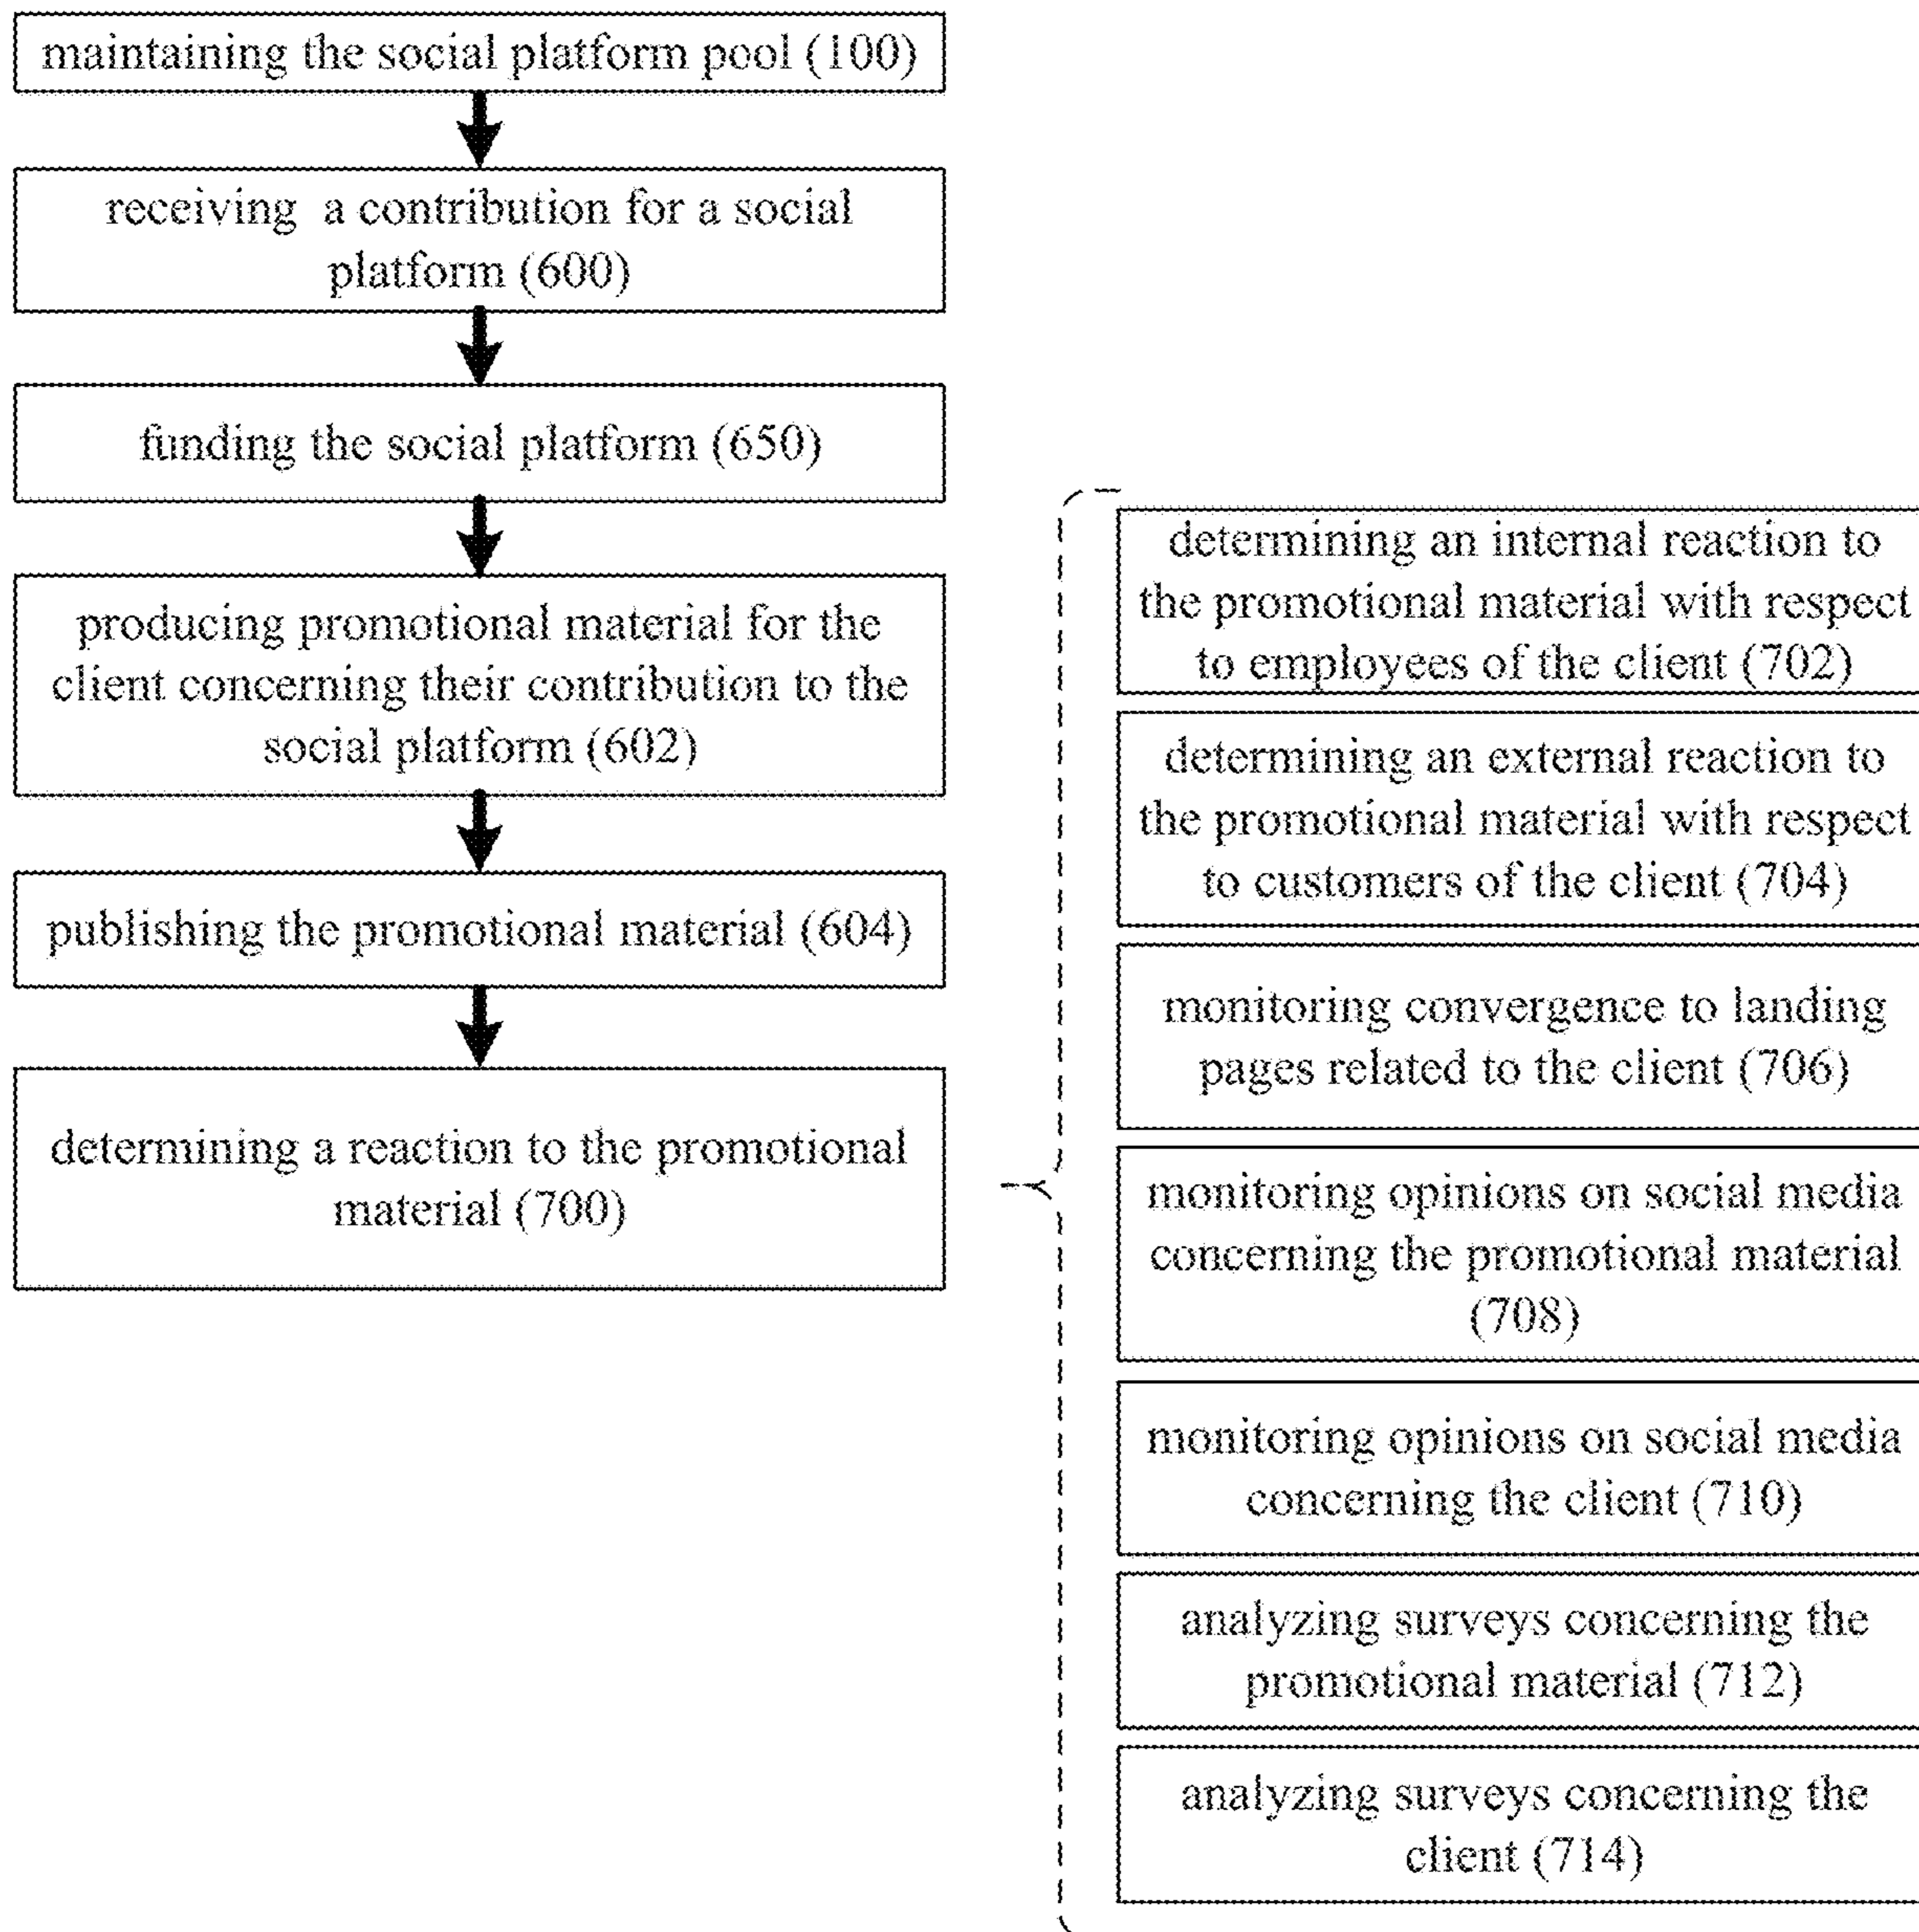 maintaining the social platform pool (100)
receiving a contribution for a social
platform (600)
funding the social platform (650)
producing promotional material for the
client concerning their contribution to the
social platform (602)
publishing the promotional material (604)
determining a reaction to the promotional
material (700)
determining an internal reaction to
the promotional material with respect
to employees of the client (702)
determining an external reaction to
the promotional material with respect
to customers of the client (704)
monitoring convergence to landing
pages related to the client (706)
monitoring opinions on social media
concerning the promotional material
(708)
monitoring opinions on social media
concerning the client (710)
analyzing surveys concerning the
promotional material (712)
analyzing surveys concerning the
client (714)